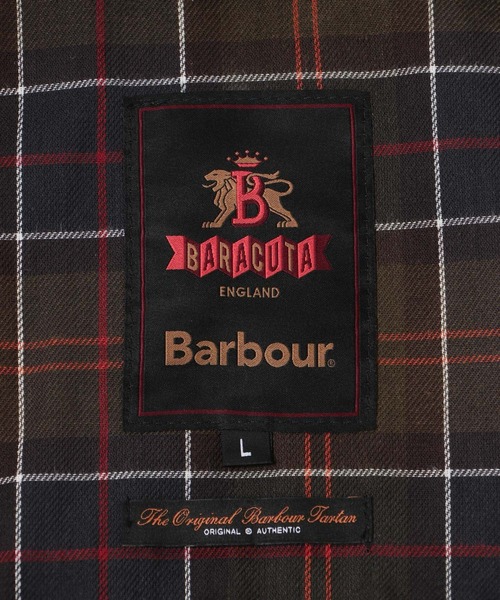 B
BARACUTA
ENGLAND
Barbour®
L
The Original Barbour Tartan
ORIGINAL ® AUTHENTIC